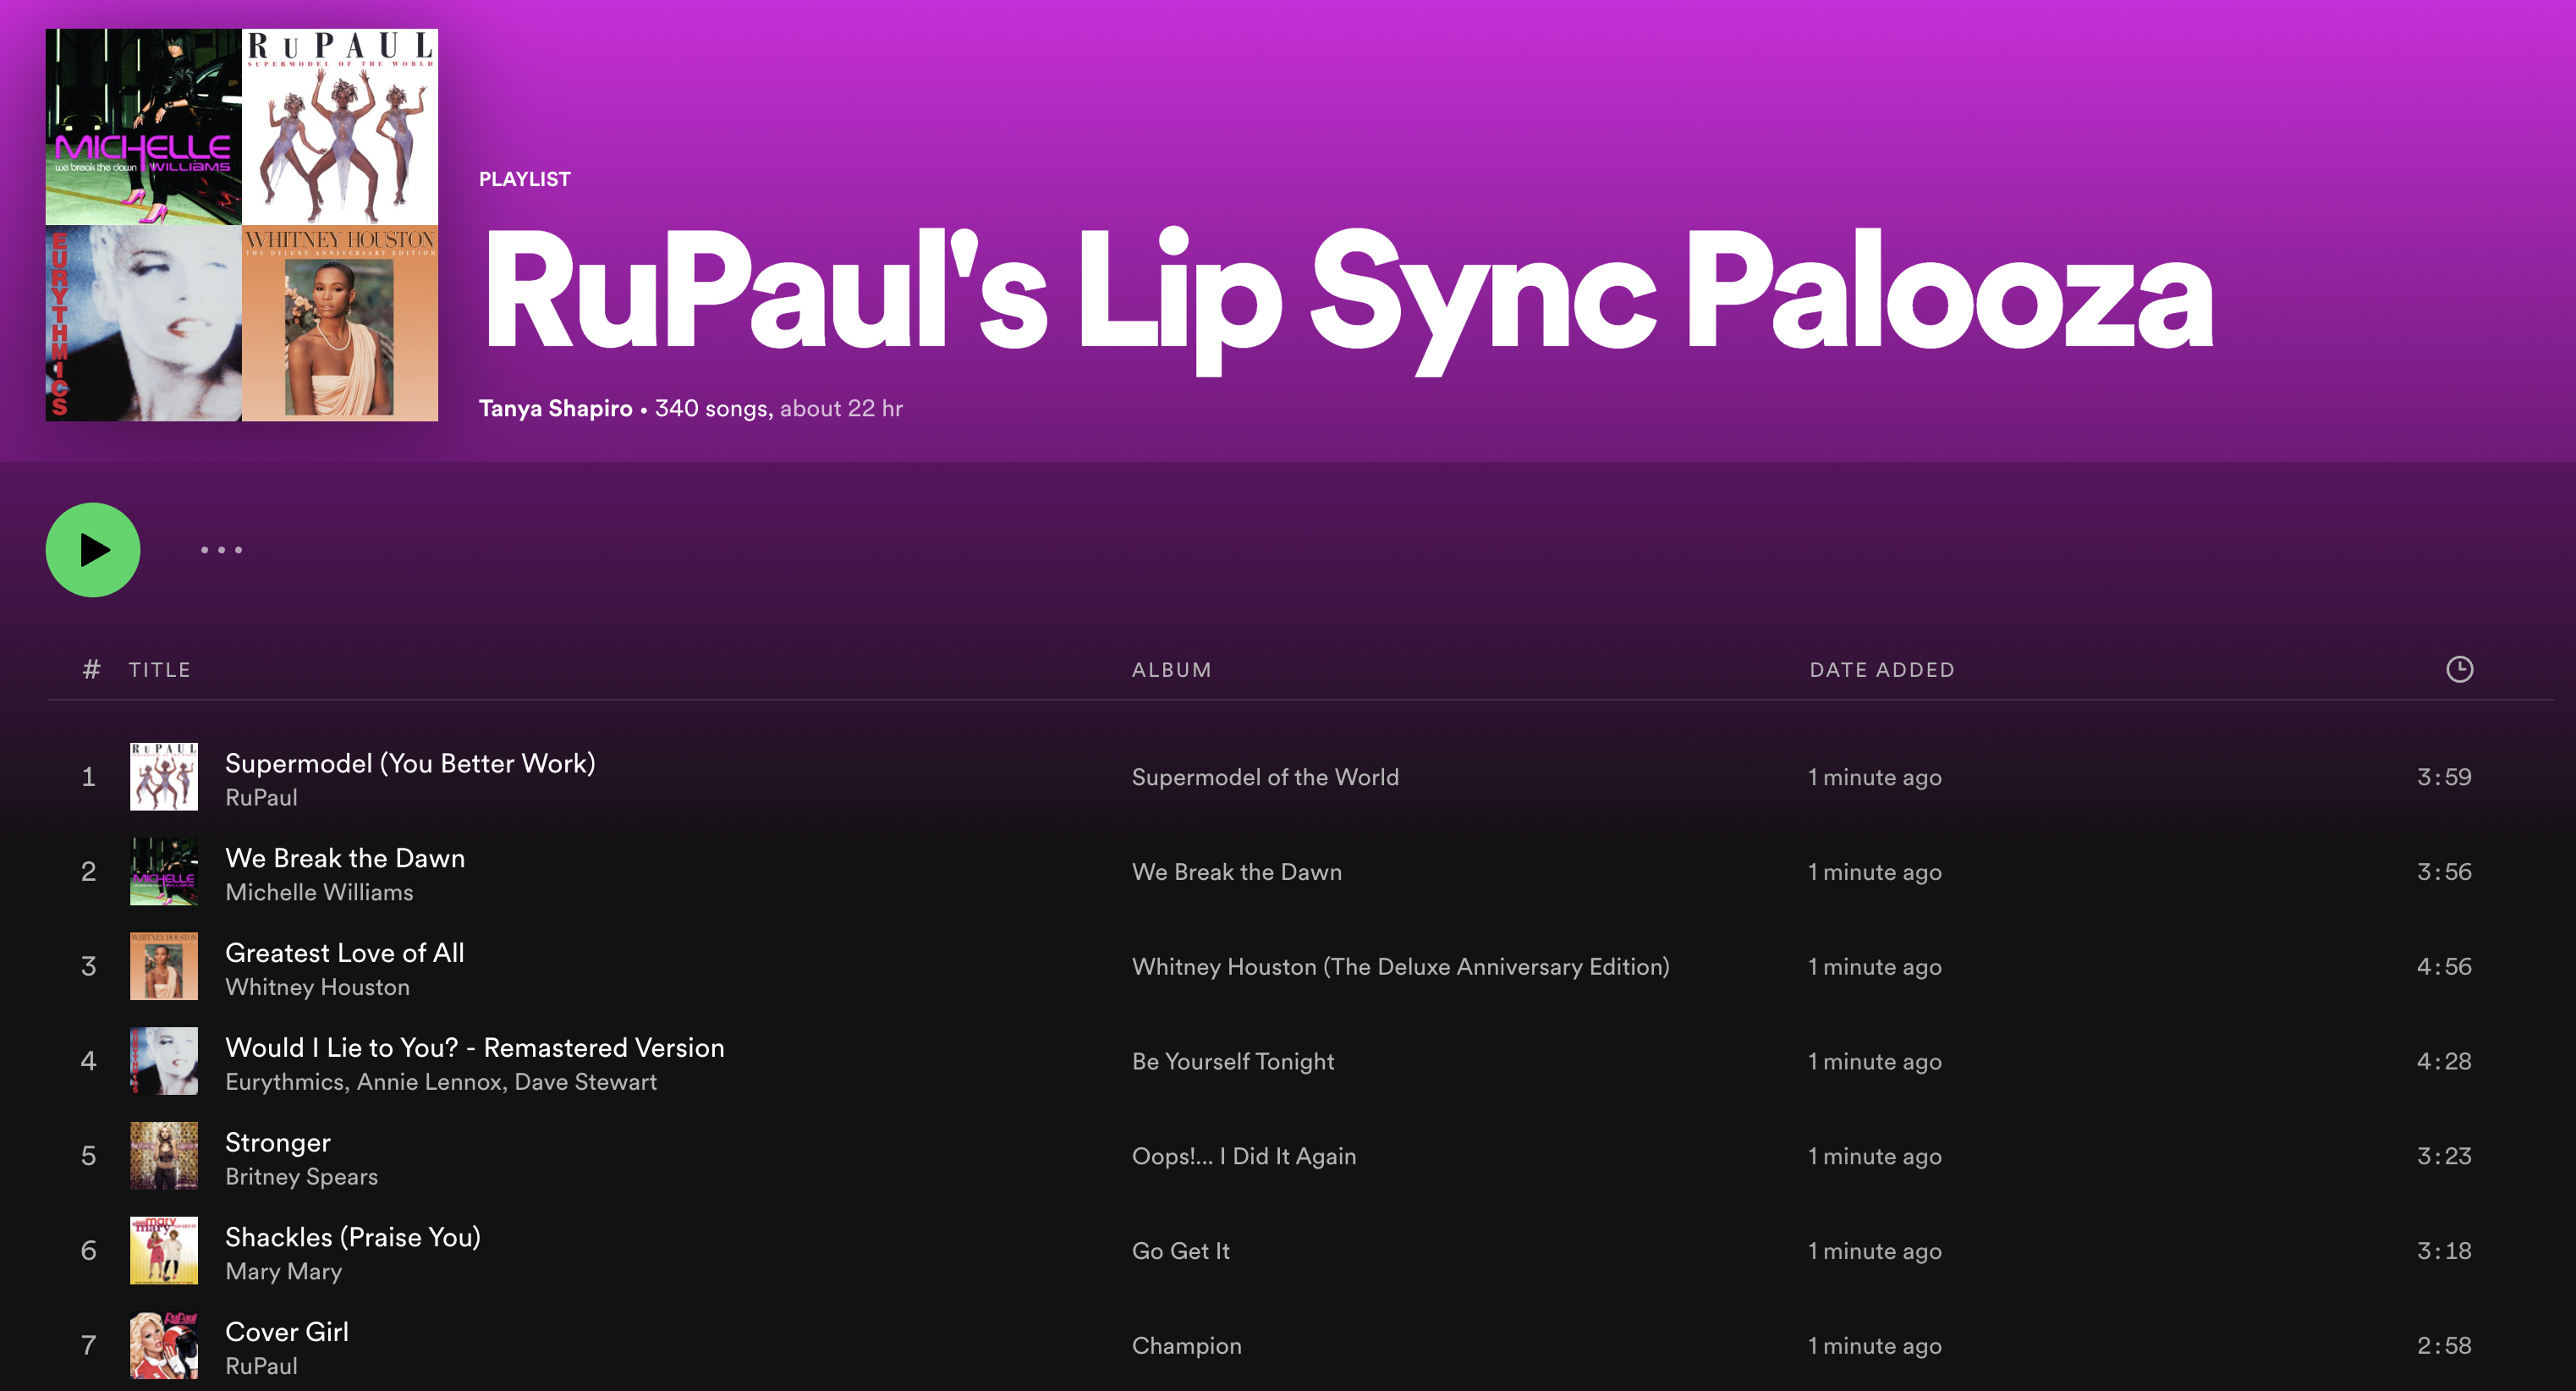 MICHELLE
we break the dawn WILLIAMS
RUPAUL
SUPERMODEL OF THE WORLD
EURYTHMICS
WHITNEY HOUSTON
THE DELUXE ANNIVERSARY EDITION
PLAYLIST
RuPaul's Lip Sync Palooza
Tanya Shapiro • 340 songs, about 22 hr
# TITLE ALBUM DATE ADDED
1 Supermodel (You Better Work) Supermodel of the World 1 minute ago 3:59
RuPaul
2 We Break the Dawn We Break the Dawn 1 minute ago 3:56
Michelle Williams
3 Greatest Love of All Whitney Houston (The Deluxe Anniversary Edition) 1 minute ago 4:56
Whitney Houston
4 Would I Lie to You? - Remastered Version Be Yourself Tonight 1 minute ago 4:28
Eurythmics, Annie Lennox, Dave Stewart
5 Stronger Oops!... I Did It Again 1 minute ago 3:23
Britney Spears
6 Shackles (Praise You) Go Get It 1 minute ago 3:18
Mary Mary
7 Cover Girl Champion 1 minute ago 2:58
RuPaul